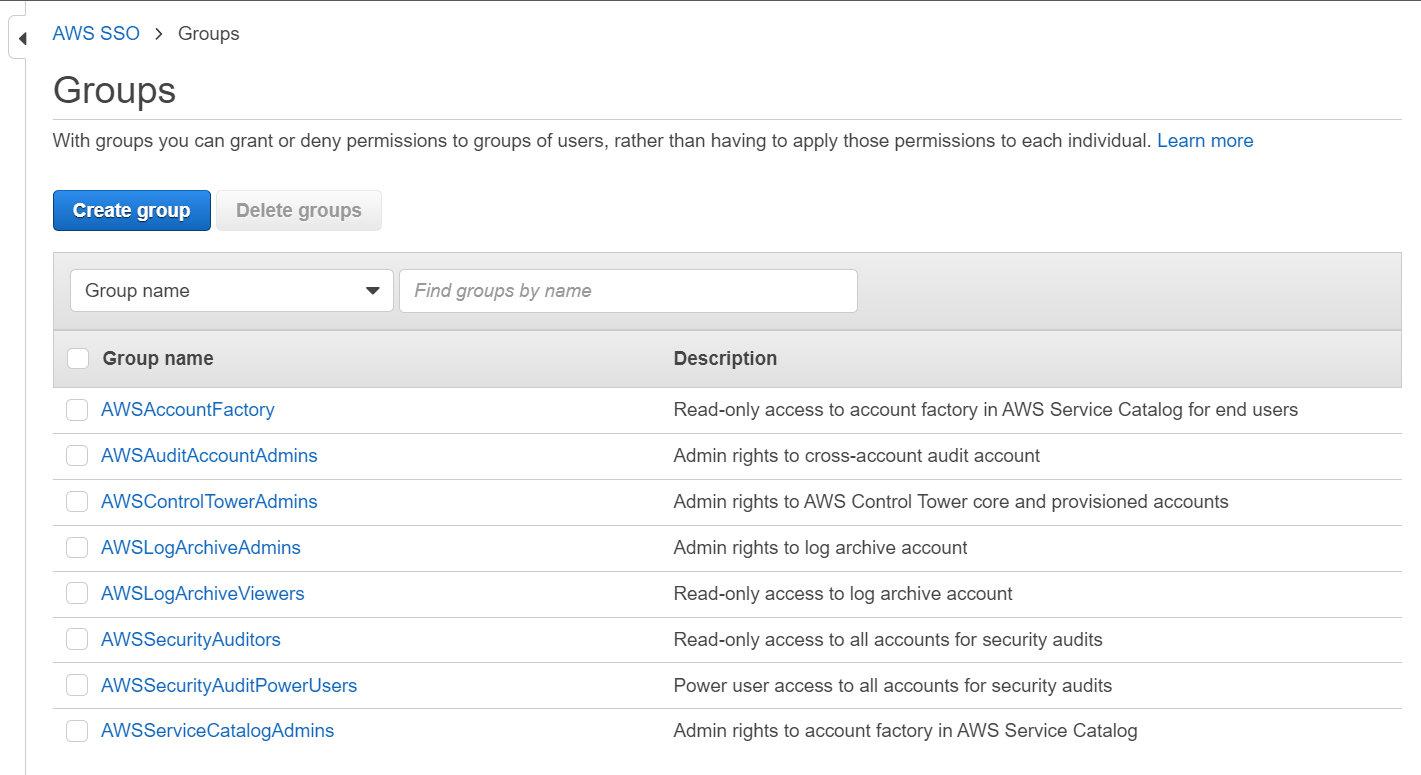 AWS SSO > Groups
Groups
With groups you can grant or deny permissions to groups of users, rather than having to apply those permissions to each individual. Learn more
Create group Delete groups
Group name Find groups by name
Group name Description
AWSAccountFactory Read-only access to account factory in AWS Service Catalog for end users
AWSAuditAccountAdmins Admin rights to cross-account audit account
AWSControlTowerAdmins Admin rights to AWS Control Tower core and provisioned accounts
AWSLogArchiveAdmins Admin rights to log archive account
AWSLogArchiveViewers Read-only access to log archive account
AWSSecurityAuditors Read-only access to all accounts for security audits
AWSSecurityAuditPowerUsers Power user access to all accounts for security audits
AWSServiceCatalogAdmins Admin rights to account factory in AWS Service Catalog